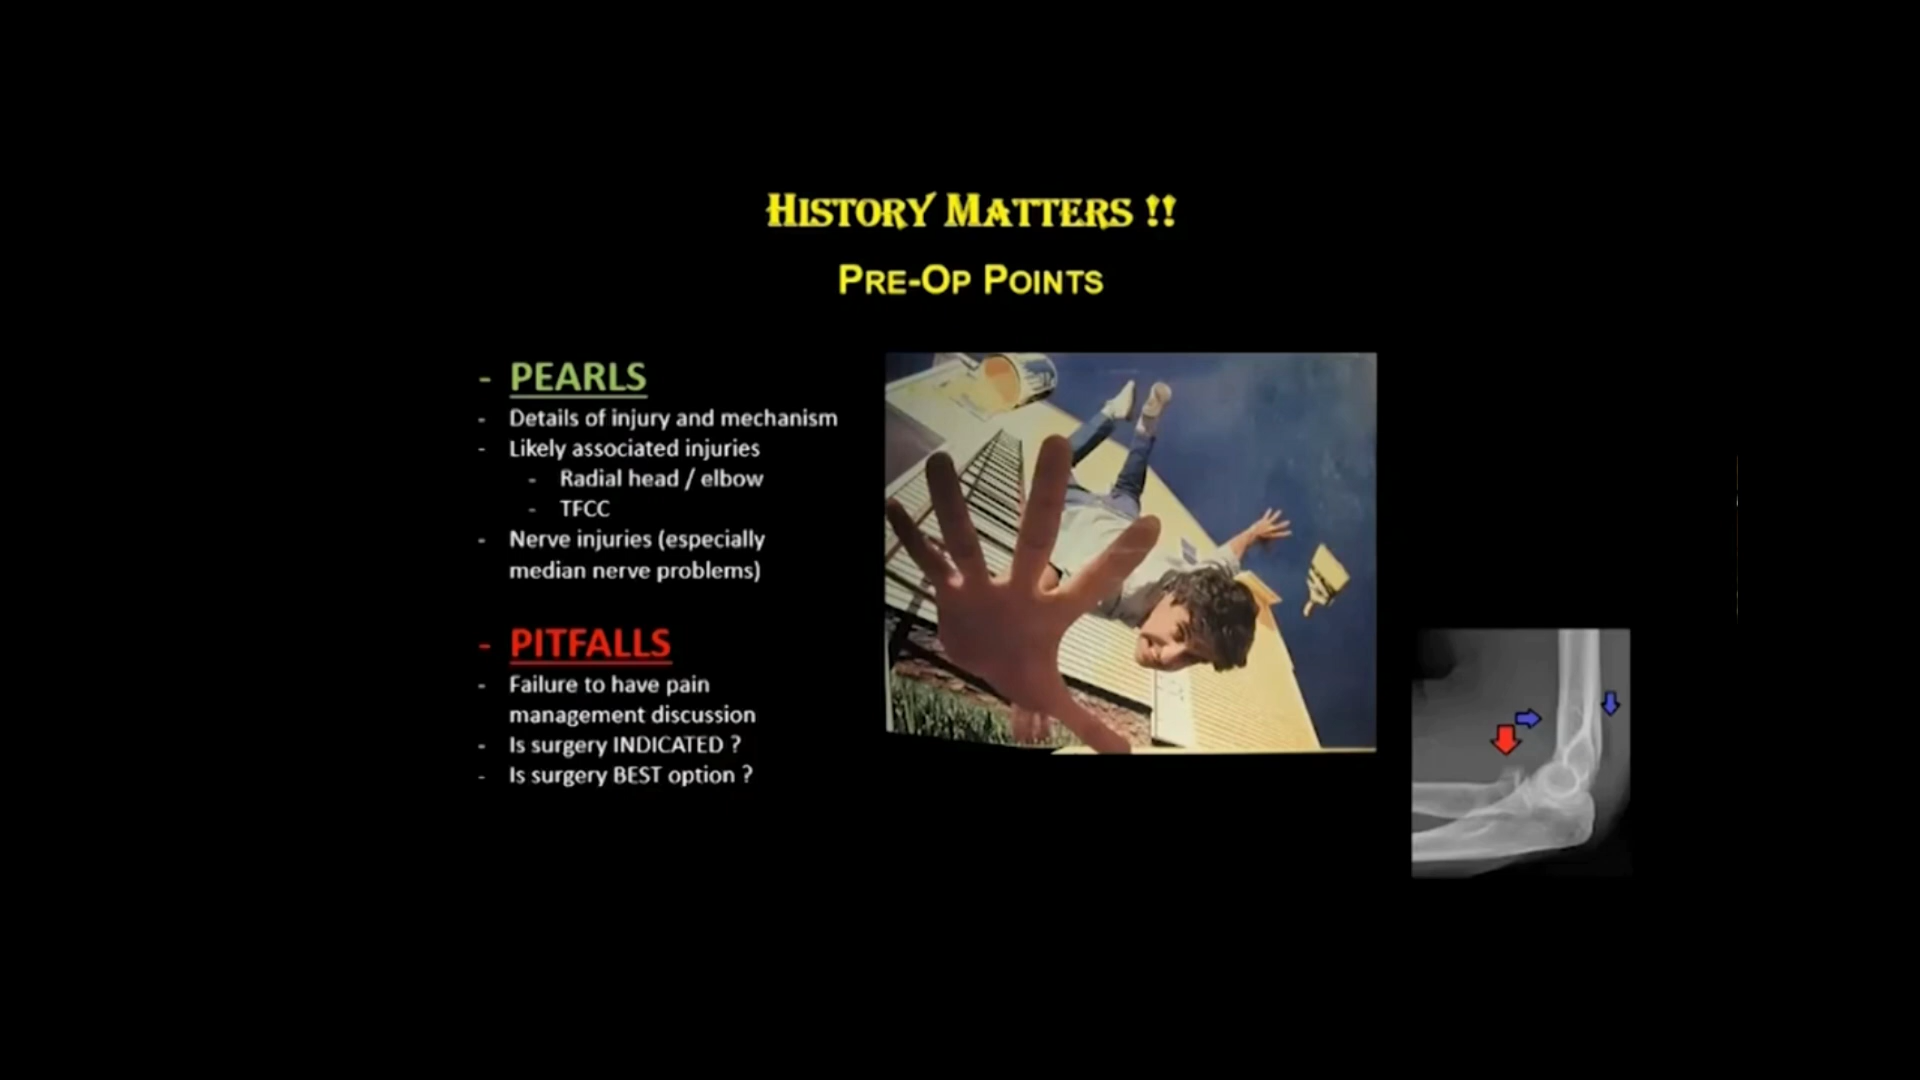 HISTORY MATTERS !!
PRE-OP POINTS
- PEARLS
- Details of injury and mechanism
- Likely associated injuries
- Radial head / elbow
- TFCC
- Nerve injuries (especially
median nerve problems)
- PITFALLS
- Failure to have pain
management discussion
- Is surgery INDICATED ?
- Is surgery BEST option ?